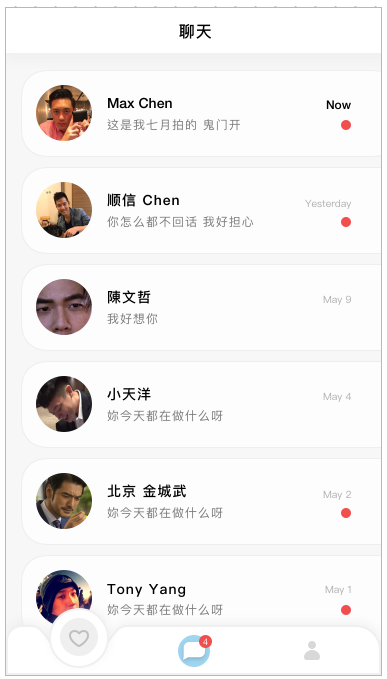 聊天
Max Chen
Now
这是我七月拍的 鬼门开
顺信 Chen
Yesterday
你怎么都不回话 我好担心
陳文哲
May 9
我好想你
小天洋
May 4
妳今天都在做什么呀
北京 金城武
May 2
妳今天都在做什么呀
Tony Yang
May 1
妳今天都在做什么呀
4